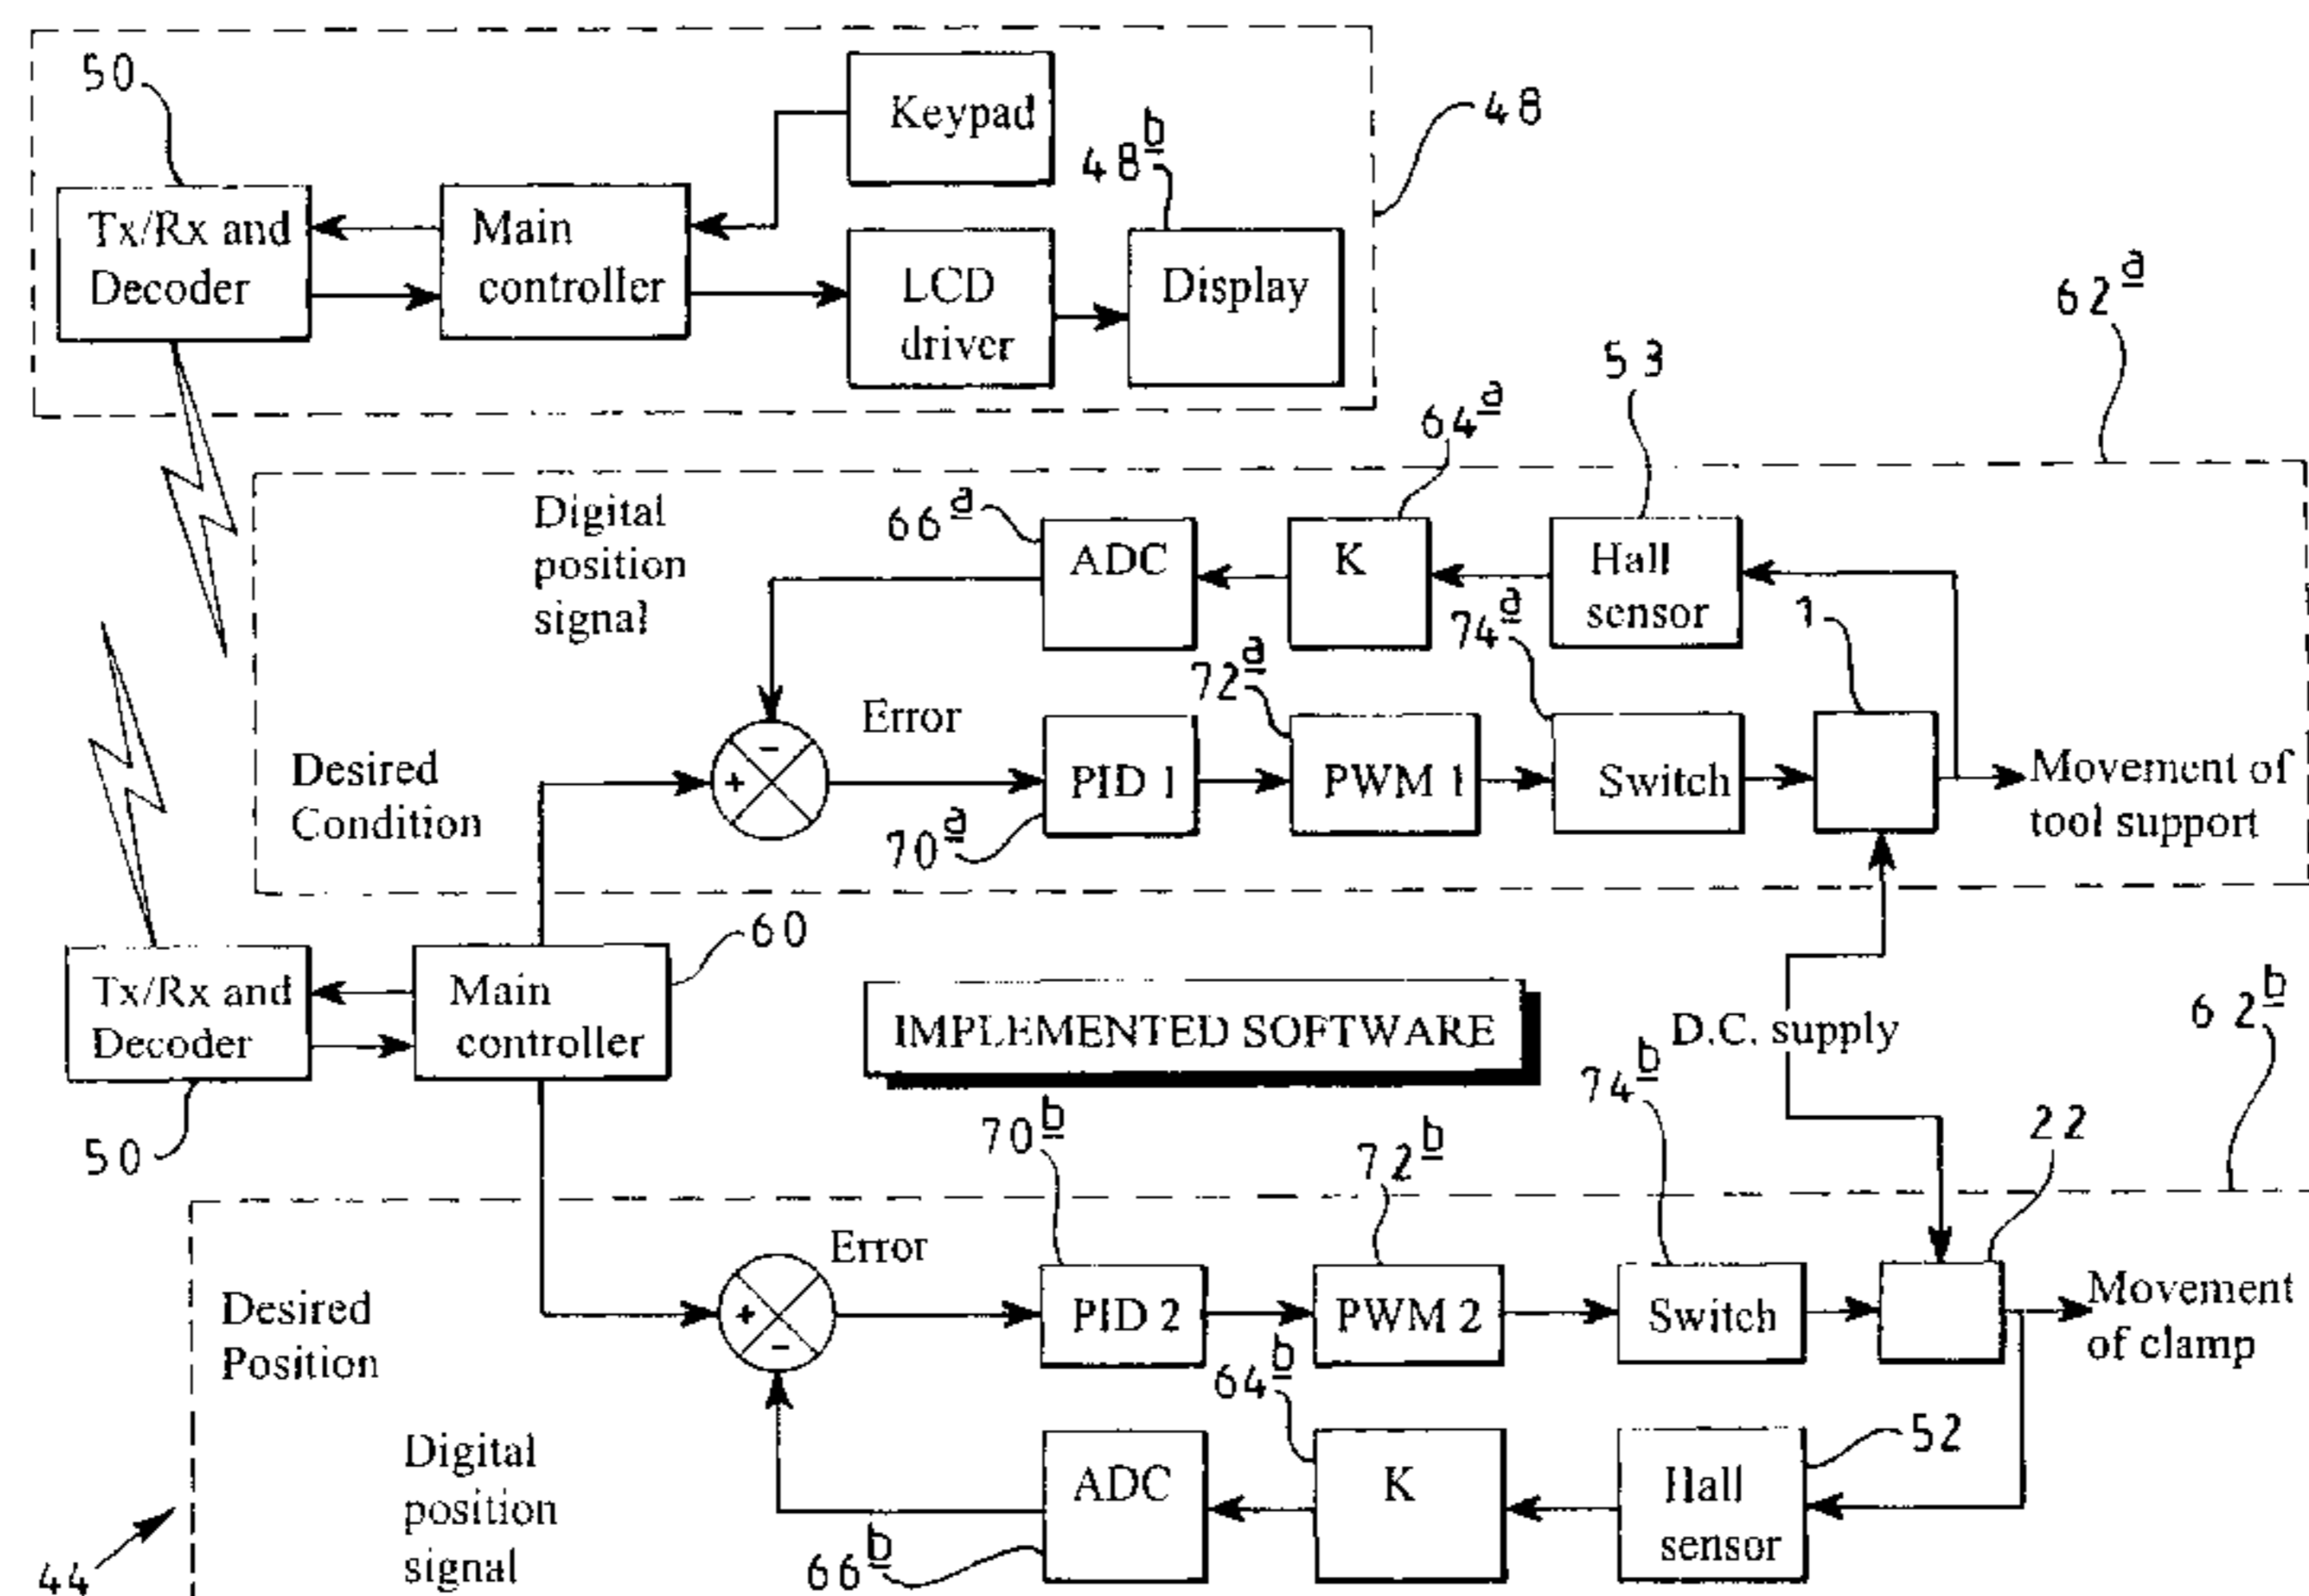 50
Keypad
48
48b
Tx/Rx and
Decoder
Main
controller
LCD
driver
Display
62a
53
64a
66a
Digital
position
signal
ADC
K
Hall
sensor
74a
1
72a
Error
Desired
Condition
- 
+
PID 1
PWM 1
Switch
Movement of
tool support
70a
60
Tx/Rx and
Decoder
Main
controller
IMPLEMENTED SOFTWARE
D.C. supply
62b
74b
50
70b
72b
22
Error
Desired
Position
+
-
PID 2
PWM 2
Switch
Movement
of clamp
64b
52
Digital
position
signal
ADC
K
Hall
sensor
44
66b